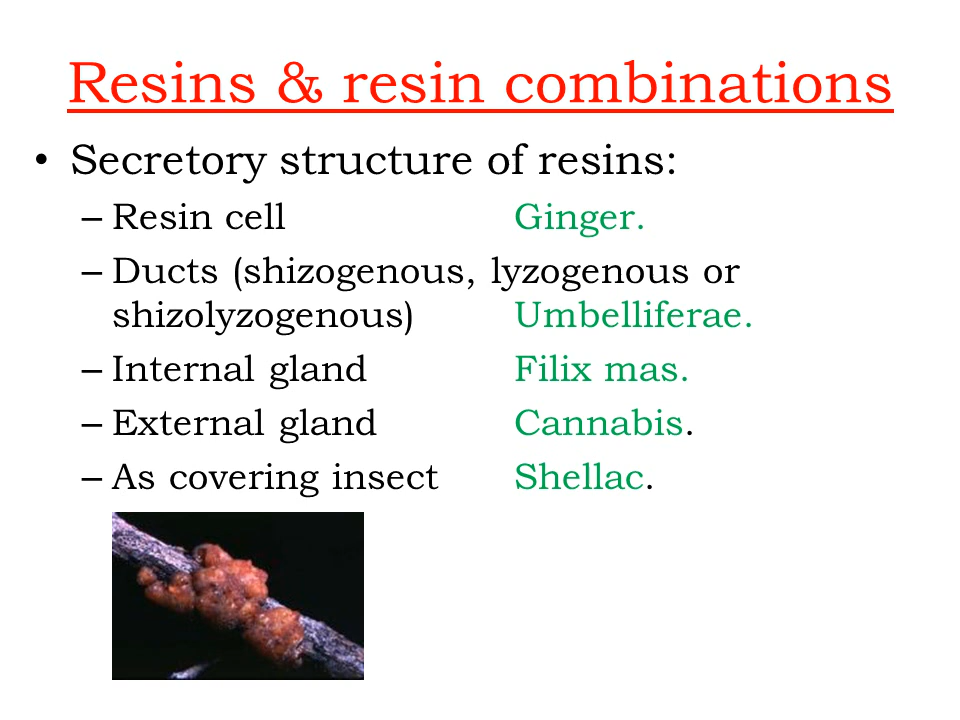 Resins & resin combinations
• Secretory structure of resins:
– Resin cell Ginger.
– Ducts (shizogenous, lyzogenous or
shizolyzogenous) Umbelliferae.
– Internal gland Filix mas.
– External gland Cannabis.
– As covering insect Shellac.